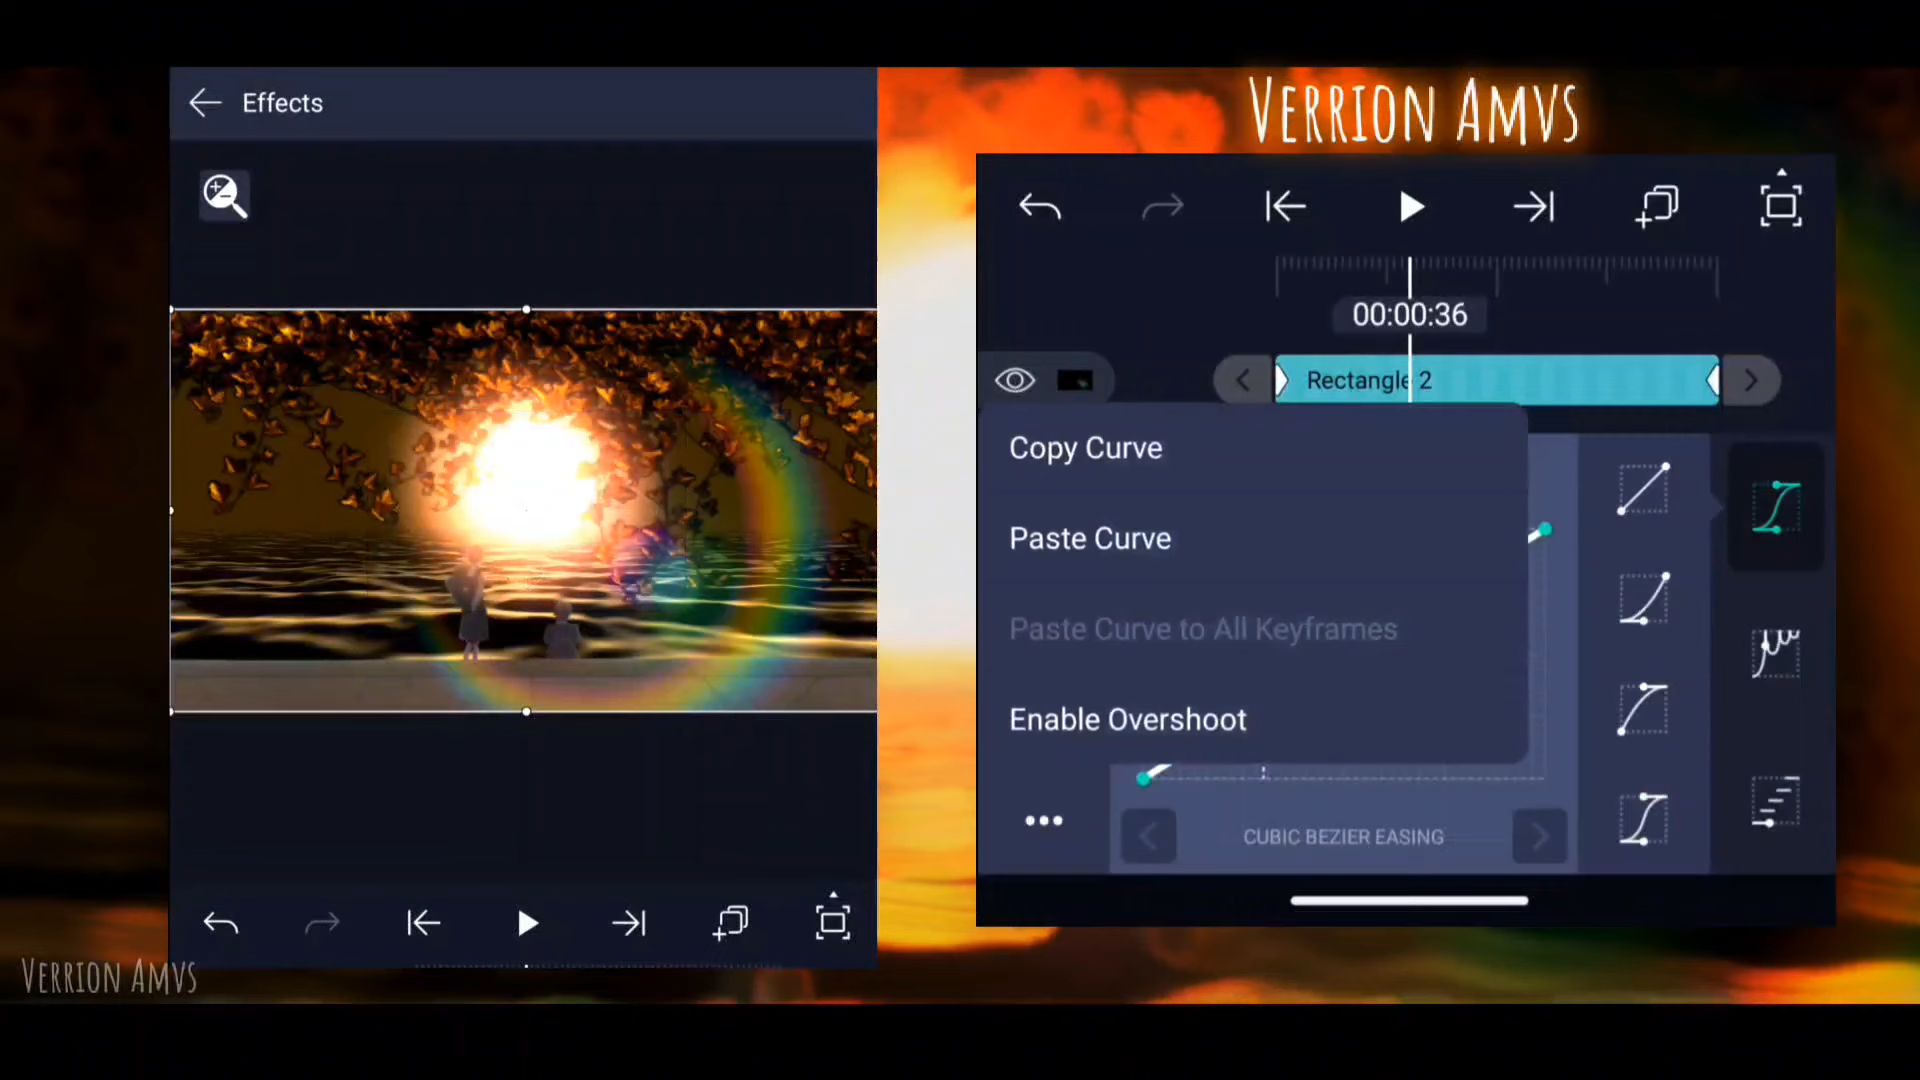 Effects
VERRION AMVS
00:00:36
Rectangle 2
Copy Curve
Paste Curve
Paste Curve to All Keyframes
Enable Overshoot
CUBIC BEZIER EASING
VERRION AMVS